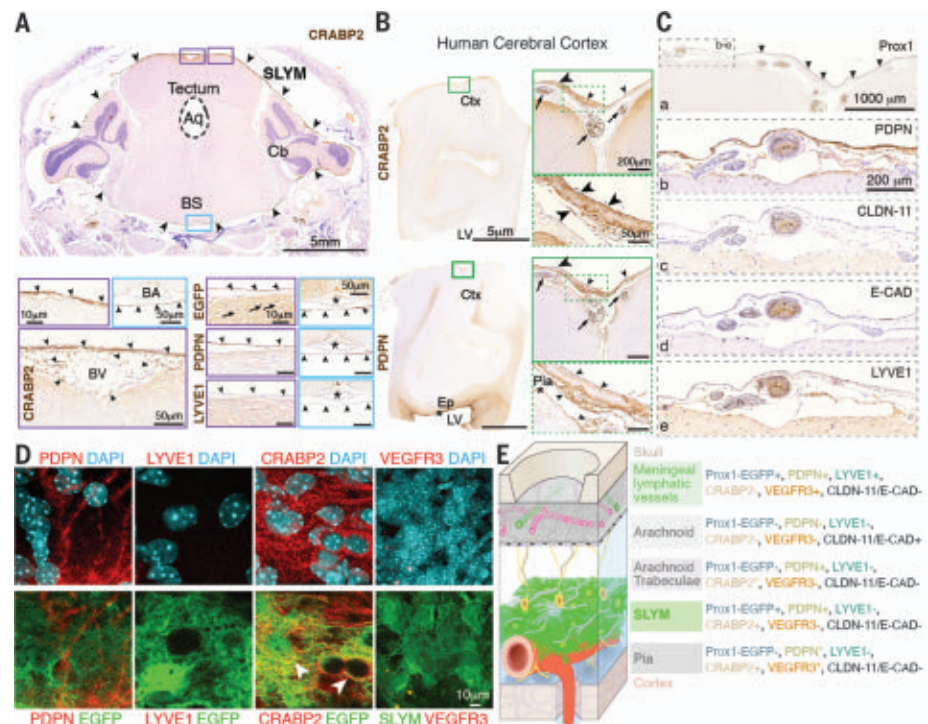 A
CRABP2
SLYM
Tectum
Aq
Cb
BS
5mm
10µm
BA
50µm
CRABP2
BV
50µm
EGFP
10µm
50µm
PDPN
LYVE1
B
Human Cerebral Cortex
CRABP2
Ctx
LV
5µm
200µm
50µm
PDPN
Ctx
Ep
LV
Pia
C
b-e
Prox1
a
1000 µm
PDPN
b
200 µm
CLDN-11
c
E-CAD
d
LYVE1
e
D
PDPN DAPI
LYVE1 DAPI
CRABP2 DAPI
VEGFR3 DAPI
10µm
PDPN EGFP
LYVE1 EGFP
CRABP2 EGFP
SLYM VEGFR3
E
Skull
Meningeal
lymphatic
vessels
Prox1-EGFP+, PDPN+, LYVE1+,
CRABP2-, VEGFR3+, CLDN-11/E-CAD-
Arachnoid
Prox1-EGFP-, PDPN-, LYVE1-,
CRABP2-, VEGFR3-, CLDN-11/E-CAD+
Arachnoid
Trabeculae
Prox1-EGFP-, PDPN+, LYVE1-,
CRABP2*, VEGFR3-, CLDN-11/E-CAD-
SLYM
Prox1-EGFP+, PDPN+, LYVE1-,
CRABP2+, VEGFR3-, CLDN-11/E-CAD-
Pia
Prox1-EGFP-, PDPN*, LYVE1-,
CRABP2+, VEGFR3*, CLDN-11/E-CAD-
Cortex